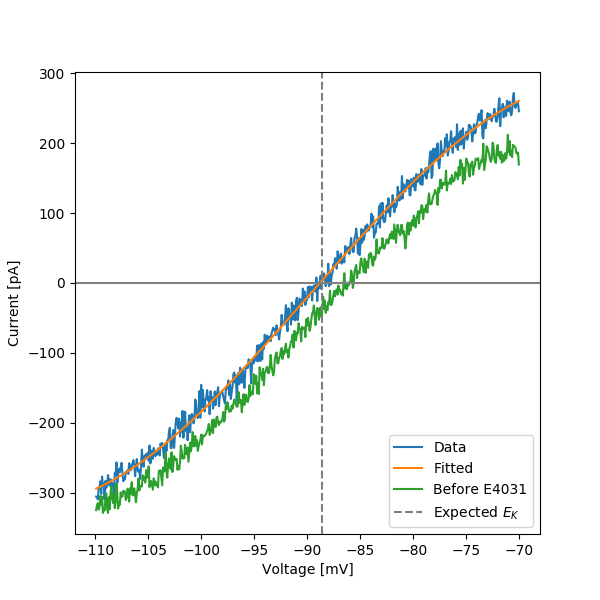 300
200
100
0
−100
−200
−300
Current [pA]
Data
Fitted
Before E4031
Expected E_K
−110 −105 −100 −95 −90 −85 −80 −75 −70
Voltage [mV]